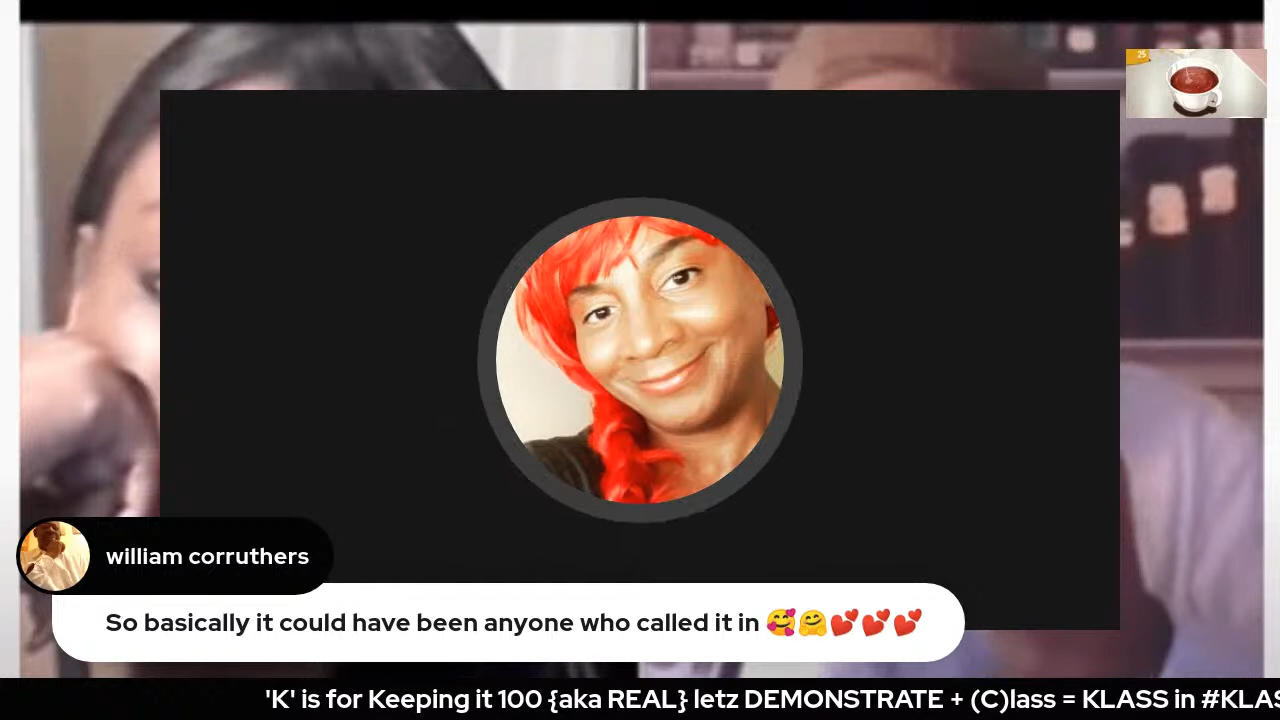 25
william corruthers
So basically it could have been anyone who called it in 🥰🤗💕💕💕
'K' is for Keeping it 100 {aka REAL} letz DEMONSTRATE + (C)lass = KLASS in #KLAS